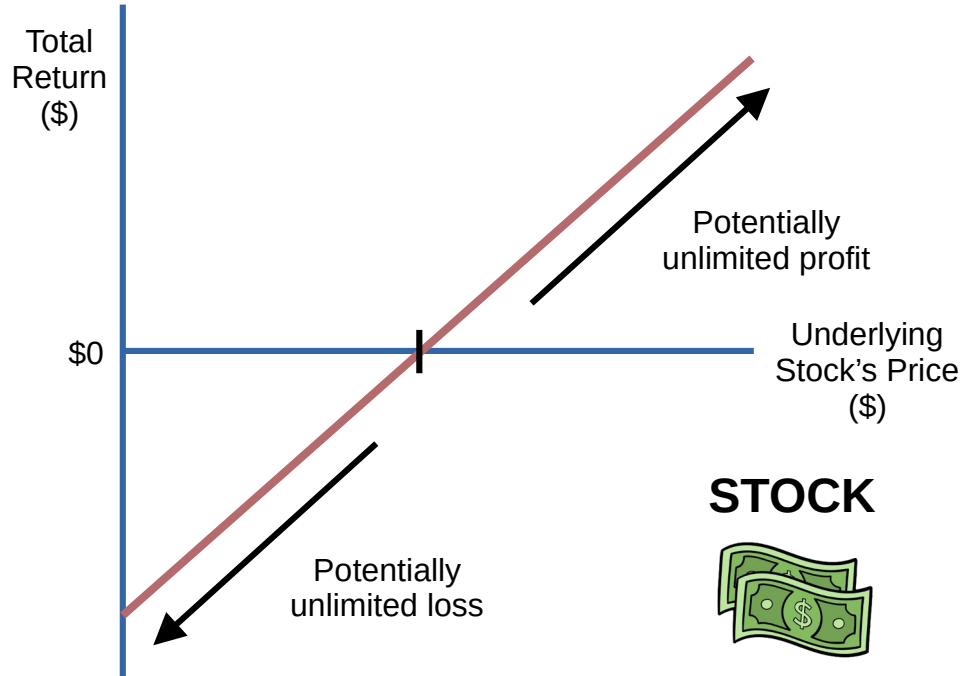 Total
Return
($)
Potentially
unlimited profit
$0
Underlying
Stock’s Price
($)
STOCK
Potentially
unlimited loss
$
$